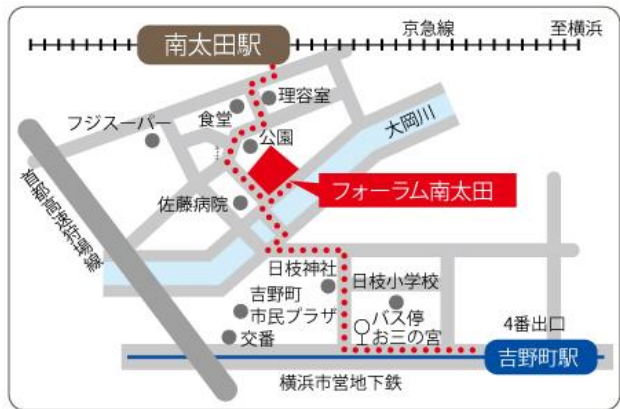 南太田駅
京急線
至横浜
理容室
食堂
フジスーパー
公園
大岡川
フォーラム南太田
佐藤病院
首都高速狩場線
日枝神社
日枝小学校
吉野町
市民プラザ
バス停
お三の宮
交番
4番出口
吉野町駅
横浜市営地下鉄